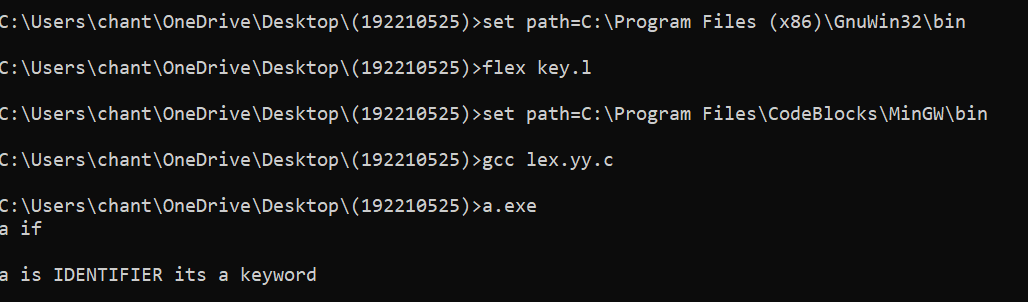 C:\Users\chant\OneDrive\Desktop\(192210525)>set path=C:\Program Files (x86)\GnuWin32\bin
C:\Users\chant\OneDrive\Desktop\(192210525)>flex key.l
C:\Users\chant\OneDrive\Desktop\(192210525)>set path=C:\Program Files\CodeBlocks\MinGW\bin
C:\Users\chant\OneDrive\Desktop\(192210525)>gcc lex.yy.c
C:\Users\chant\OneDrive\Desktop\(192210525)>a.exe
a if
a is IDENTIFIER its a keyword